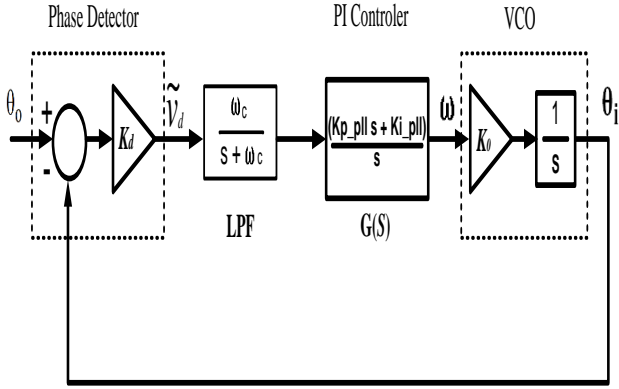 Phase Detector
PI Controler
VCO
θo
+
-
Kd
ṽd
ωc
s + ωc
LPF
(Kp_pll s + Ki_pll)
s
G(S)
ω
K0
1
s
θi